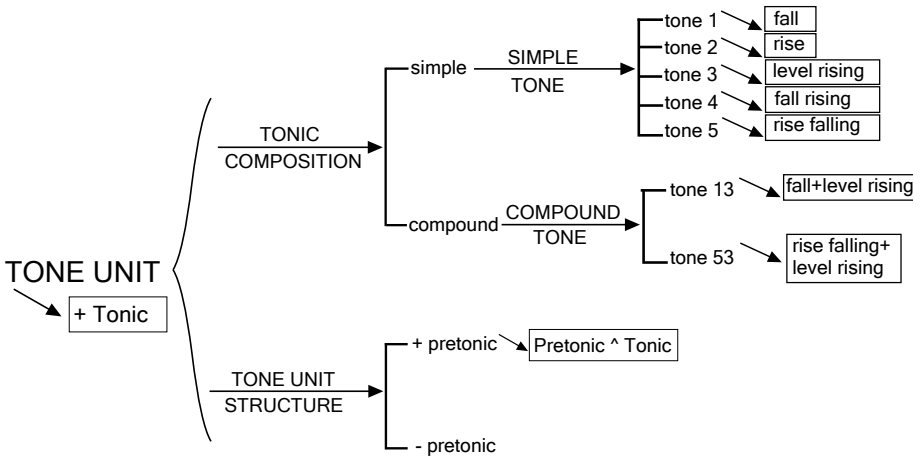 tone 1
fall
tone 2
rise
simple
SIMPLE
TONE
tone 3
level rising
tone 4
fall rising
tone 5
rise falling
TONIC
COMPOSITION
compound
COMPOUND
TONE
tone 13
fall+level rising
tone 53
rise falling+
level rising
TONE UNIT
+ Tonic
TONE UNIT
STRUCTURE
+ pretonic
Pretonic ^ Tonic
- pretonic